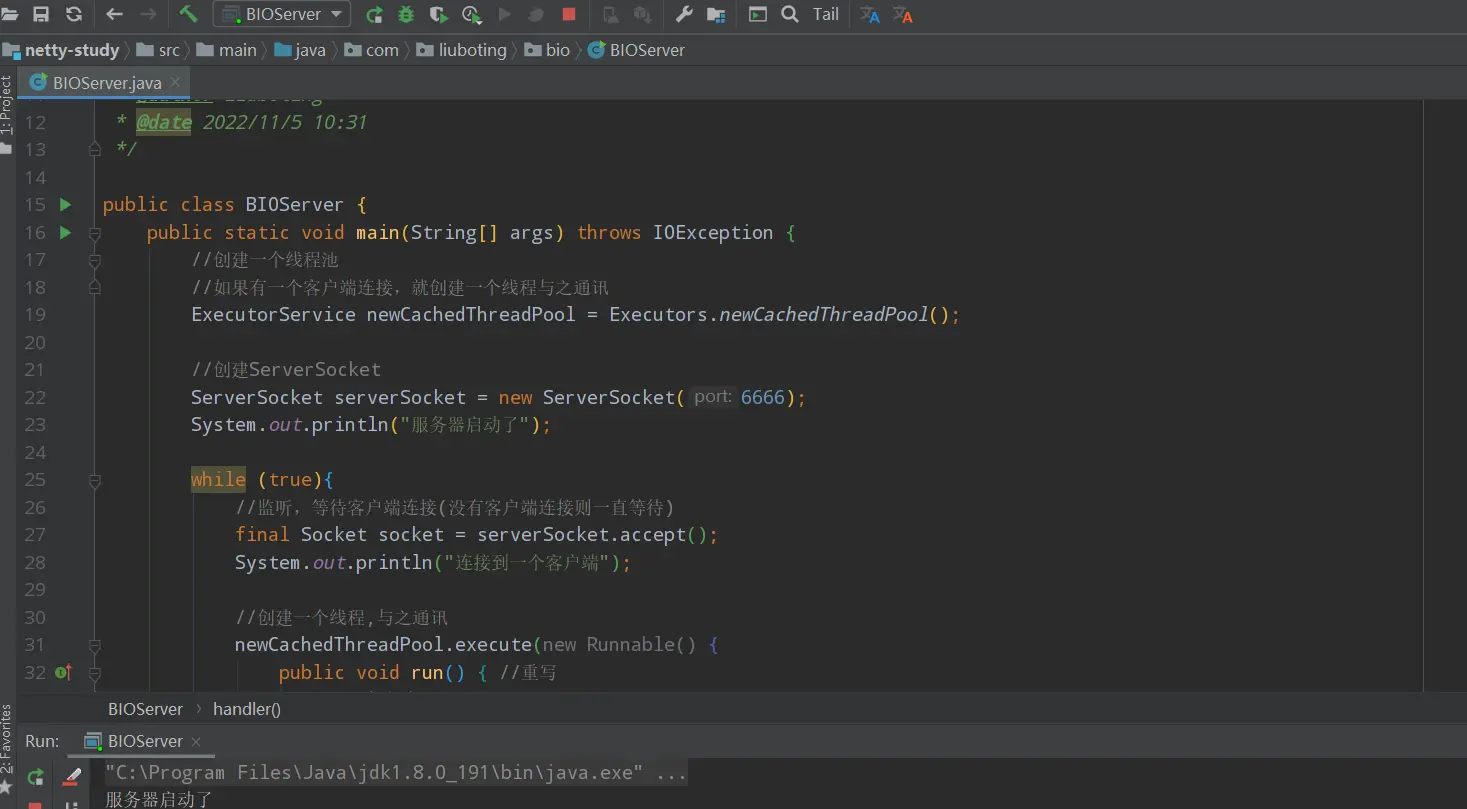 BIOServer Tail
netty-study src main java com liuboting bio BIOServer
BIOServer.java
1: Project
12 * @date 2022/11/5 10:31
13 */
14
15 public class BIOServer {
16 public static void main(String[] args) throws IOException {
17 //创建一个线程池
18 //如果有一个客户端连接，就创建一个线程与之通讯
19 ExecutorService newCachedThreadPool = Executors.newCachedThreadPool();
20
21 //创建ServerSocket
22 ServerSocket serverSocket = new ServerSocket( port: 6666);
23 System.out.println("服务器启动了");
24
25 while (true){
26 //监听，等待客户端连接(没有客户端连接则一直等待)
27 final Socket socket = serverSocket.accept();
28 System.out.println("连接到一个客户端");
29
30 //创建一个线程,与之通讯
31 newCachedThreadPool.execute(new Runnable() {
32 public void run() { //重写
BIOServer › handler()
2: Favorites
Run: BIOServer
"C:\Program Files\Java\jdk1.8.0_191\bin\java.exe" ...
服务器启动了